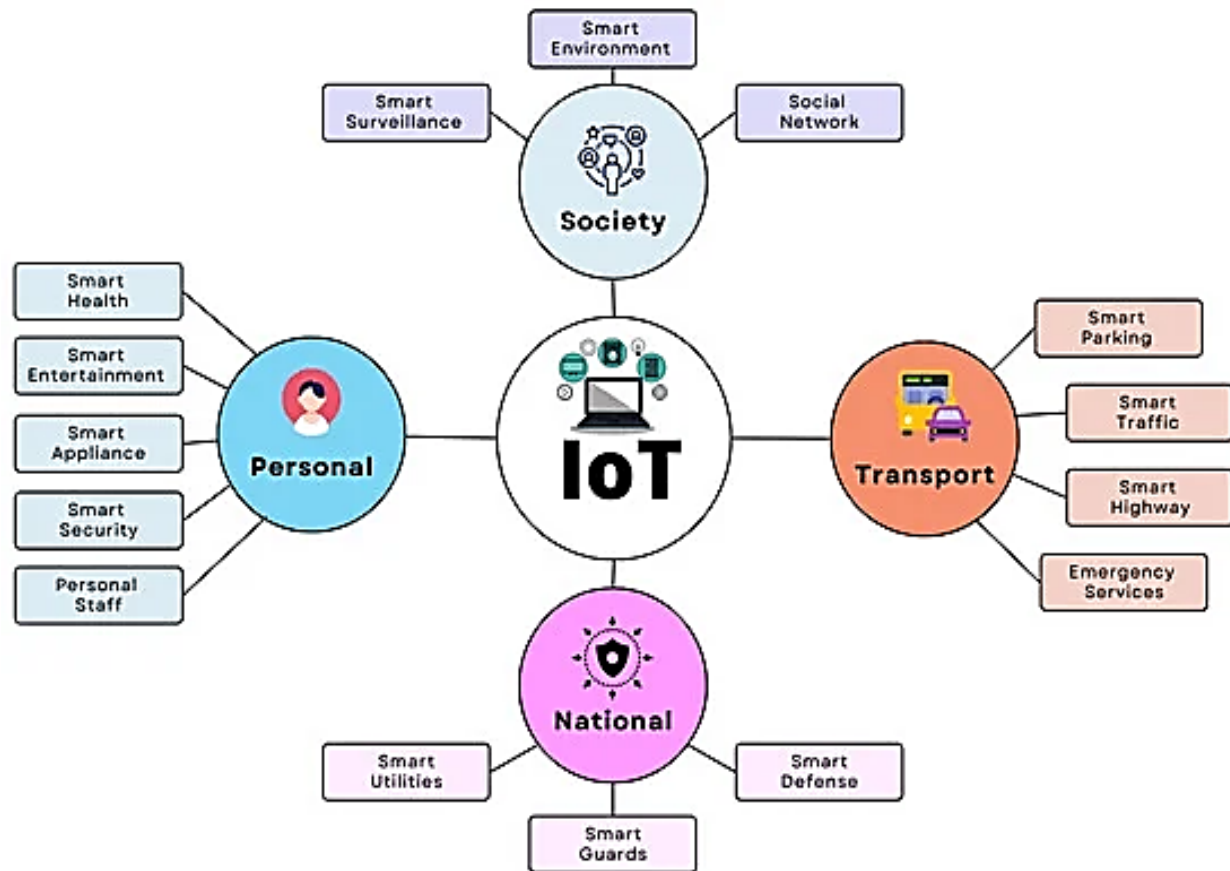 Smart
Environment
Smart
Surveillance
Social
Network
Society
Smart
Health
Smart
Entertainment
Smart
Appliance
Smart
Security
Personal
Staff
Personal
IoT
Transport
Smart
Parking
Smart
Traffic
Smart
Highway
Emergency
Services
National
Smart
Utilities
Smart
Guards
Smart
Defense